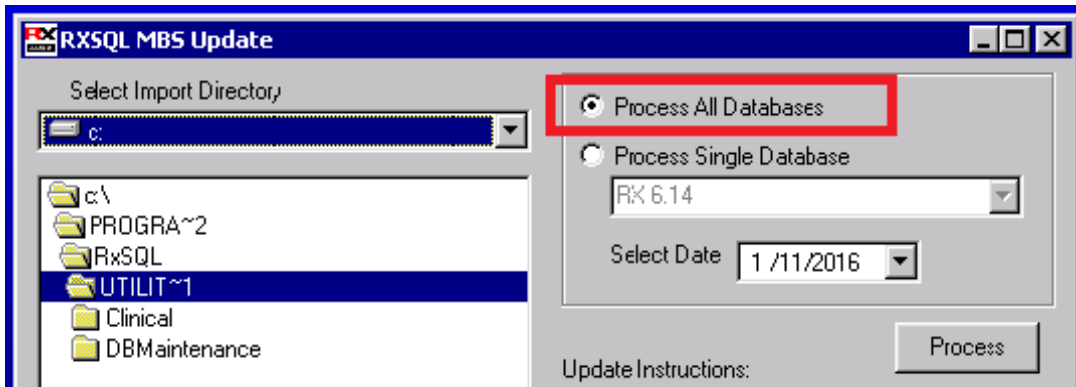 RX RXSQL MBS Update
Select Import Directory
c:
c:\
PROGRA~2
RxSQL
UTILIT~1
Clinical
DBMaintenance
Process All Databases
Process Single Database
RX 6.14
Select Date 1 /11/2016
Process
Update Instructions: